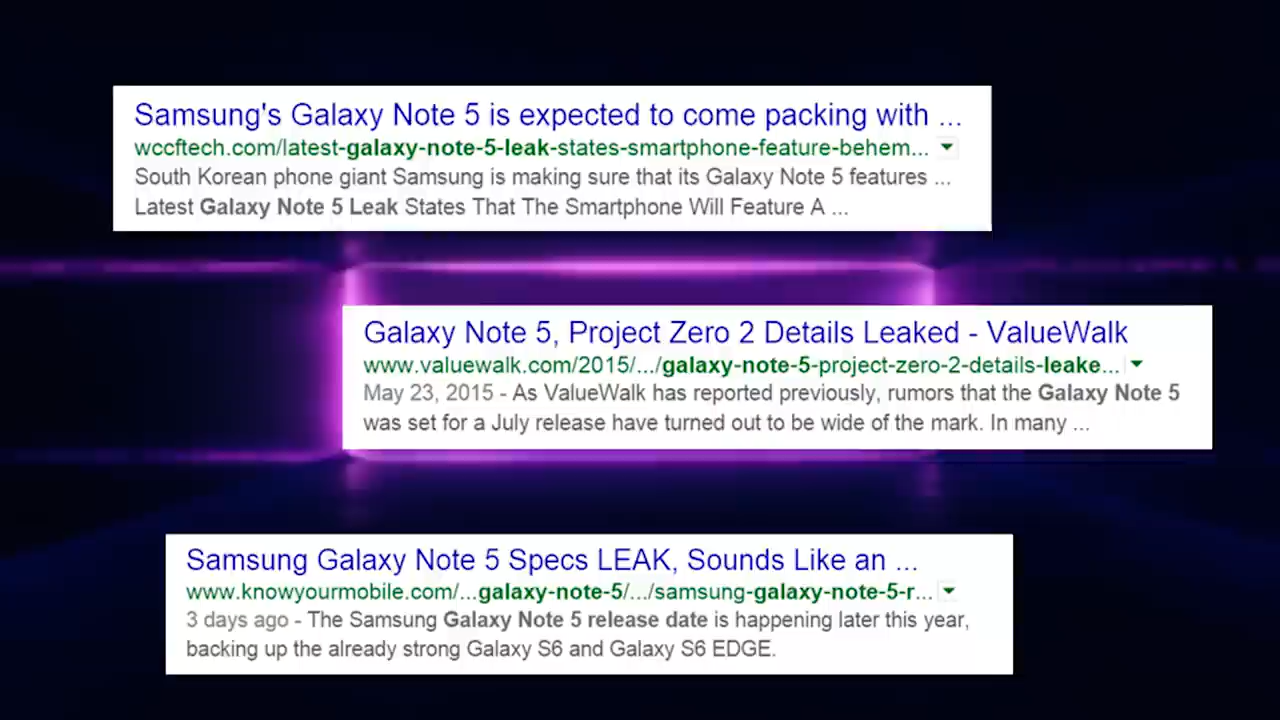 Samsung's Galaxy Note 5 is expected to come packing with ...
wccftech.com/latest-galaxy-note-5-leak-states-smartphone-feature-behem...
South Korean phone giant Samsung is making sure that its Galaxy Note 5 features ...
Latest Galaxy Note 5 Leak States That The Smartphone Will Feature A ...
Galaxy Note 5, Project Zero 2 Details Leaked - ValueWalk
www.valuewalk.com/2015/.../galaxy-note-5-project-zero-2-details-leake...
May 23, 2015 - As ValueWalk has reported previously, rumors that the Galaxy Note 5
was set for a July release have turned out to be wide of the mark. In many ...
Samsung Galaxy Note 5 Specs LEAK, Sounds Like an ...
www.knowyourmobile.com/...galaxy-note-5/.../samsung-galaxy-note-5-r...
3 days ago - The Samsung Galaxy Note 5 release date is happening later this year,
backing up the already strong Galaxy S6 and Galaxy S6 EDGE.